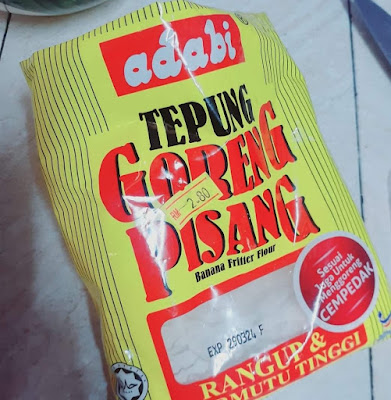 adabi
TEPUNG
GORENG
RM 2.80
PISANG
Banana Fritter Flour
Sesuai
Juga Untuk
Menggoreng
CEMPEDAK
EXP 290324 F
RANGUP &
BERMUTU TINGGI